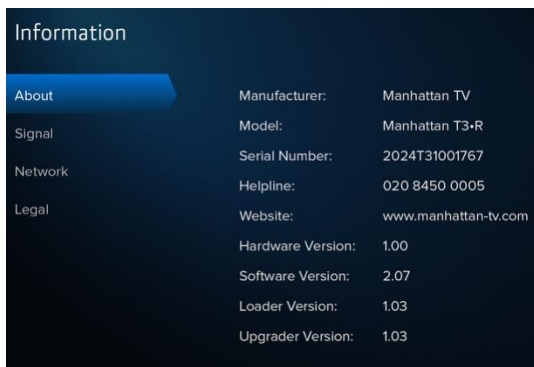 Information
About
Signal
Network
Legal
Manufacturer: Manhattan TV
Model: Manhattan T3•R
Serial Number: 2024T31001767
Helpline: 020 8450 0005
Website: www.manhattan-tv.com
Hardware Version: 1.00
Software Version: 2.07
Loader Version: 1.03
Upgrader Version: 1.03